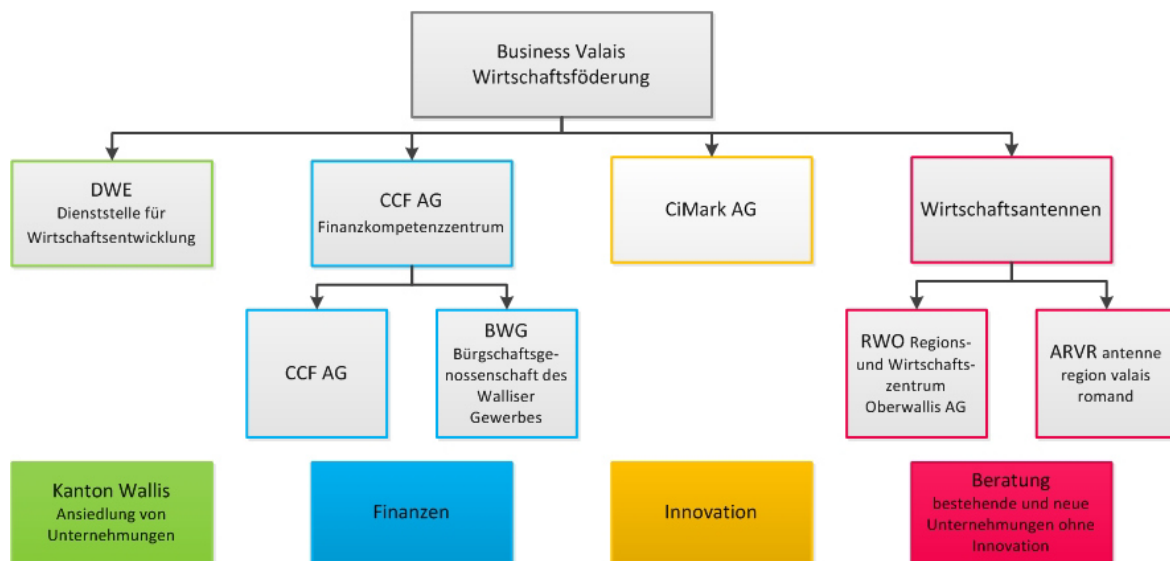 Business Valais
Wirtschaftsföderung
DWE
Dienststelle für
Wirtschaftsentwicklung
CCF AG
Finanzkompetenzzentrum
CiMark AG
Wirtschaftsantennen
CCF AG
BWG
Bürgschaftsge-
nossenschaft des
Walliser
Gewerbes
RWO Regions-
und Wirtschafts-
zentrum
Oberwallis AG
ARVR antenne
region valais
romand
Kanton Wallis
Ansiedlung von
Unternehmungen
Finanzen
Innovation
Beratung
bestehende und neue
Unternehmungen ohne
Innovation